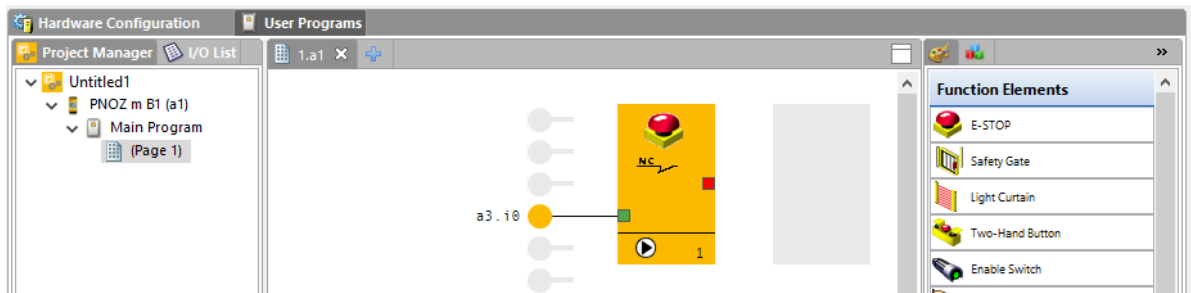 Hardware Configuration
User Programs
Project Manager
I/O List
1.a1
»
Untitled1
PNOZ m B1 (a1)
Main Program
(Page 1)
NC
a3.i0
1
Function Elements
E-STOP
Safety Gate
Light Curtain
Two-Hand Button
Enable Switch